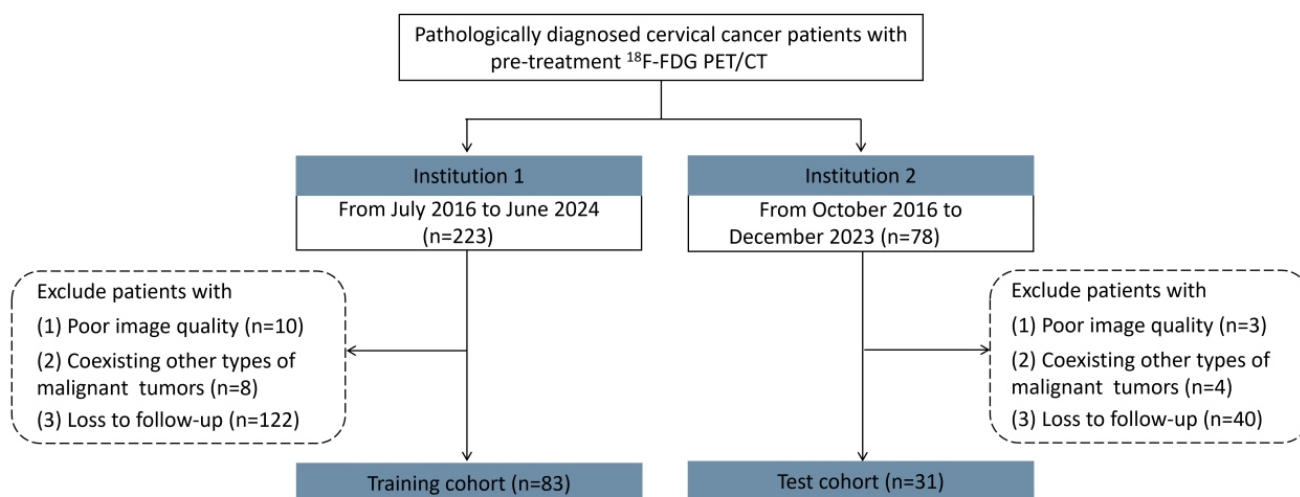 Pathologically diagnosed cervical cancer patients with
pre-treatment ¹⁸F-FDG PET/CT
Institution 1
From July 2016 to June 2024
(n=223)
Institution 2
From October 2016 to
December 2023 (n=78)
Exclude patients with
(1) Poor image quality (n=10)
(2) Coexisting other types of
malignant tumors (n=8)
(3) Loss to follow-up (n=122)
Exclude patients with
(1) Poor image quality (n=3)
(2) Coexisting other types of
malignant tumors (n=4)
(3) Loss to follow-up (n=40)
Training cohort (n=83)
Test cohort (n=31)